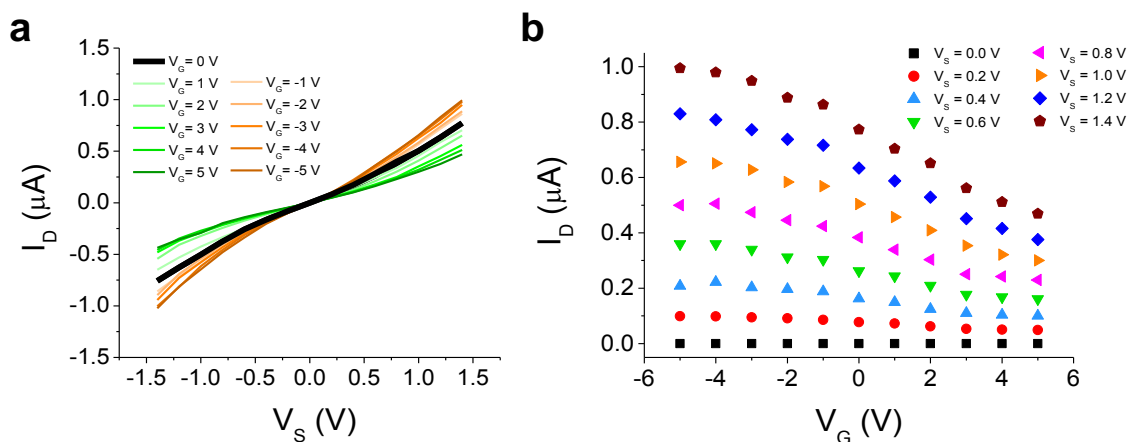 a
1.5
1.0
0.5
0.0
-0.5
-1.0
-1.5
I_D (μA)
V_G= 0 V
V_G= 1 V
V_G= 2 V
V_G= 3 V
V_G= 4 V
V_G= 5 V
V_G= -1 V
V_G= -2 V
V_G= -3 V
V_G= -4 V
V_G= -5 V
-1.5 -1.0 -0.5 0.0 0.5 1.0 1.5
V_S (V)
b
1.0
0.8
0.6
0.4
0.2
0.0
I_D (μA)
V_S = 0.0 V
V_S = 0.2 V
V_S = 0.4 V
V_S = 0.6 V
V_S = 0.8 V
V_S = 1.0 V
V_S = 1.2 V
V_S = 1.4 V
-6 -4 -2 0 2 4 6
V_G (V)